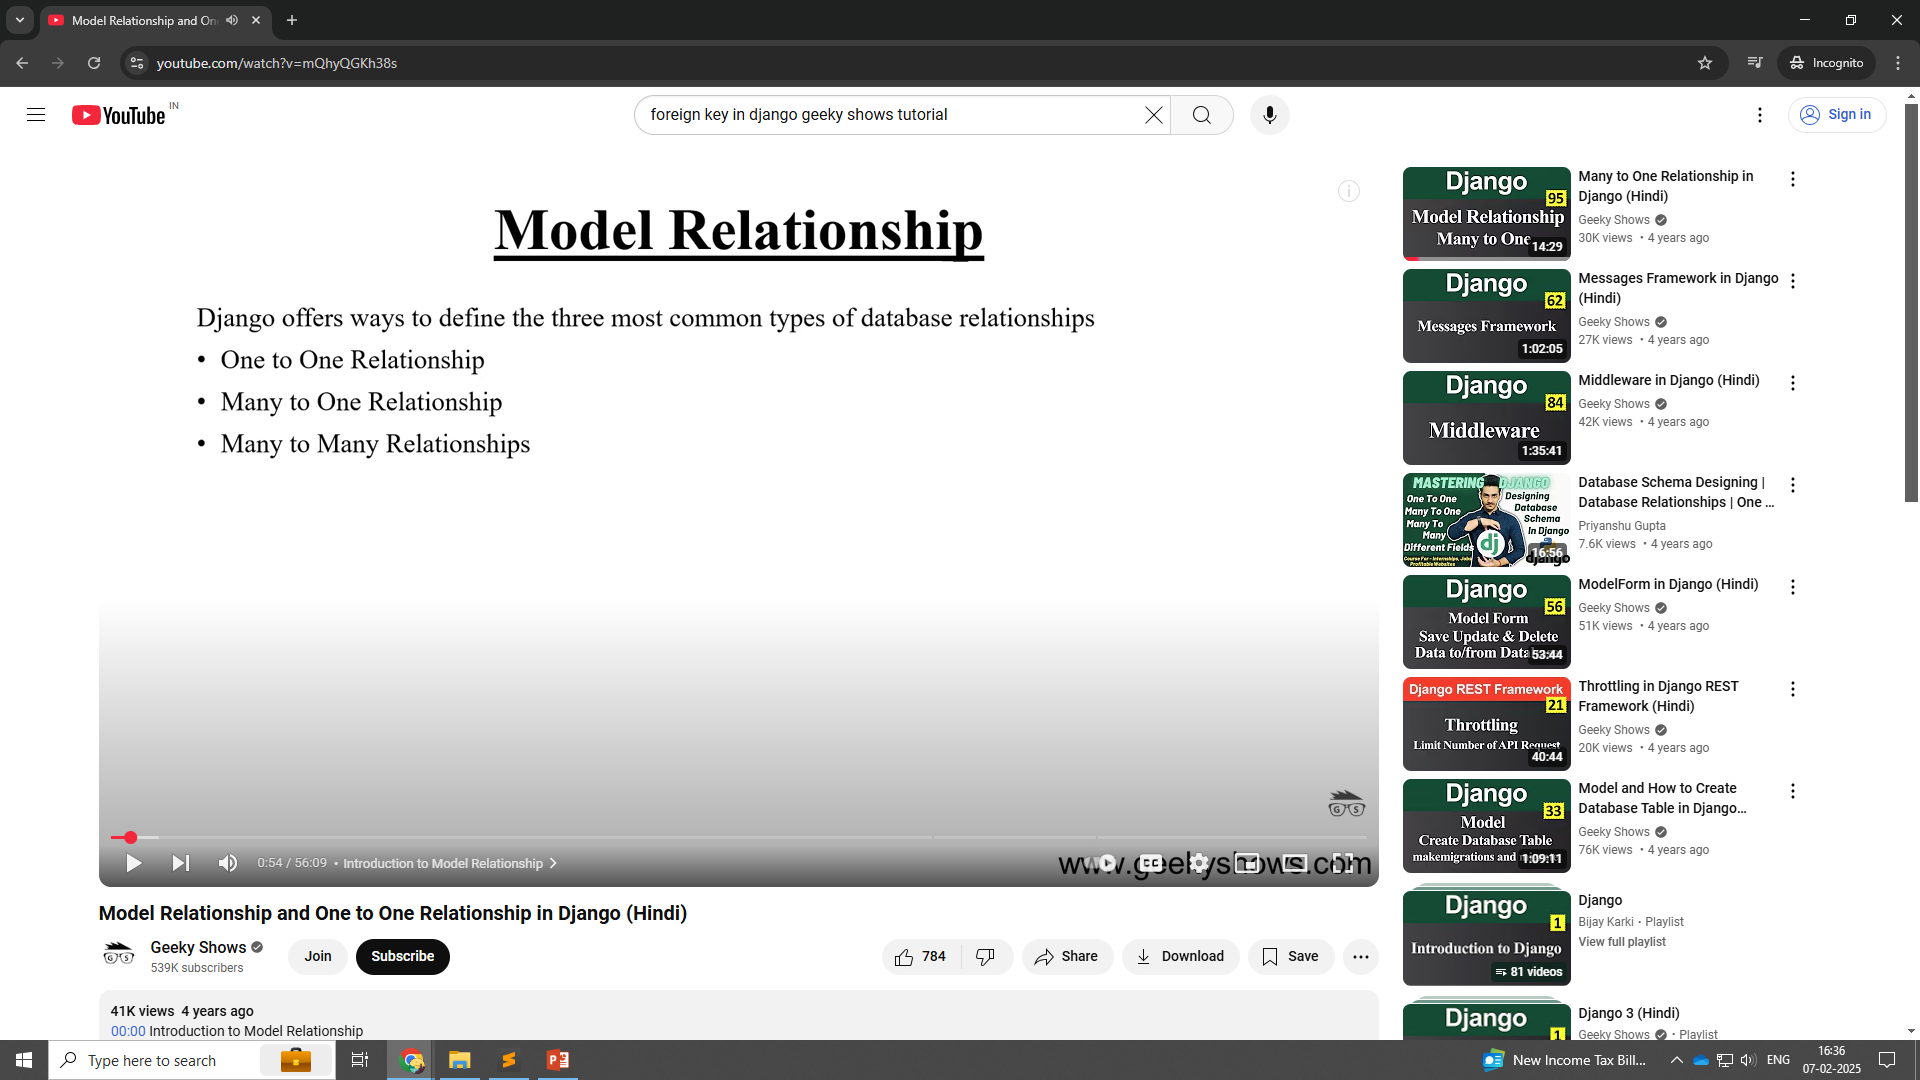 Model Relationship and On
youtube.com/watch?v=mQhyQGKh38s
Incognito
YouTube IN
foreign key in django geeky shows tutorial
Sign in
Model Relationship
Django offers ways to define the three most common types of database relationships
• One to One Relationship
• Many to One Relationship
• Many to Many Relationships
GS
www.geekyshows.com
0:54 / 56:09 • Introduction to Model Relationship
CC
Model Relationship and One to One Relationship in Django (Hindi)
Geeky Shows
539K subscribers
Join
Subscribe
784
Share
Download
Save
41K views 4 years ago
00:00 Introduction to Model Relationship
Django
95
Model Relationship
Many to One
14:29
Many to One Relationship in
Django (Hindi)
Geeky Shows
30K views • 4 years ago
Django
62
Messages Framework
1:02:05
Messages Framework in Django
(Hindi)
Geeky Shows
27K views • 4 years ago
Django
84
Middleware
1:35:41
Middleware in Django (Hindi)
Geeky Shows
42K views • 4 years ago
MASTERING DJANGO
One To One
Many To One
Many To
Many
Different Fields
Designing
Database
Schema
In Django
dj
django
16:56
Database Schema Designing |
Database Relationships | One ...
Priyanshu Gupta
7.6K views • 4 years ago
Django
56
Model Form
Save Update & Delete
Data to/from Data
53:44
ModelForm in Django (Hindi)
Geeky Shows
51K views • 4 years ago
Django REST Framework
21
Throttling
Limit Number of API Request
40:44
Throttling in Django REST
Framework (Hindi)
Geeky Shows
20K views • 4 years ago
Django
33
Model
Create Database Table
makemigrations and
1:09:11
Model and How to Create
Database Table in Django...
Geeky Shows
76K views • 4 years ago
Django
1
Introduction to Django
81 videos
Django
Bijay Karki • Playlist
View full playlist
Django
1
Django 3 (Hindi)
Geeky Shows • Playlist
Type here to search
New Income Tax Bill...
ENG
16:36
07-02-2025